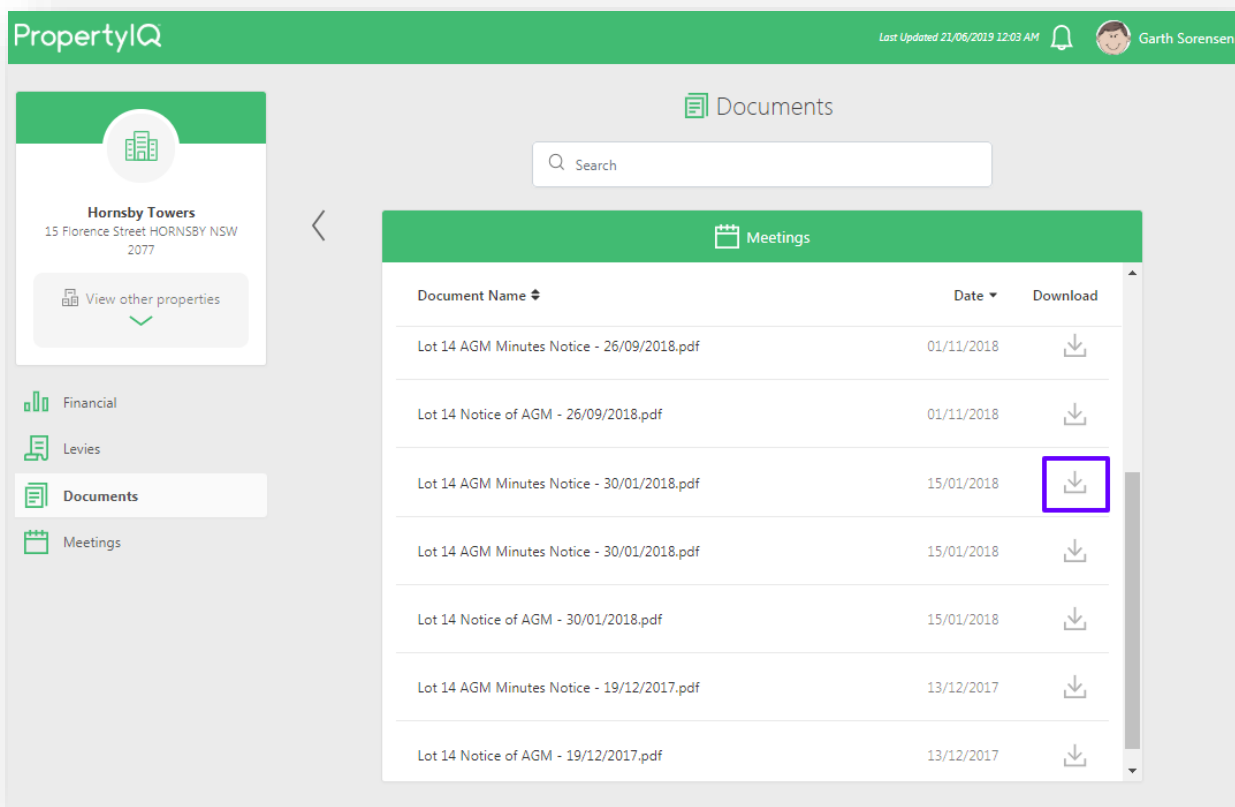 PropertyIQ
Last Updated 21/06/2019 12:03 AM
Garth Sorensen
Hornsby Towers
15 Florence Street HORNSBY NSW
2077
View other properties
Financial
Levies
Documents
Meetings
Documents
Search
Meetings
Document Name Date Download
Lot 14 AGM Minutes Notice - 26/09/2018.pdf 01/11/2018
Lot 14 Notice of AGM - 26/09/2018.pdf 01/11/2018
Lot 14 AGM Minutes Notice - 30/01/2018.pdf 15/01/2018
Lot 14 AGM Minutes Notice - 30/01/2018.pdf 15/01/2018
Lot 14 Notice of AGM - 30/01/2018.pdf 15/01/2018
Lot 14 AGM Minutes Notice - 19/12/2017.pdf 13/12/2017
Lot 14 Notice of AGM - 19/12/2017.pdf 13/12/2017